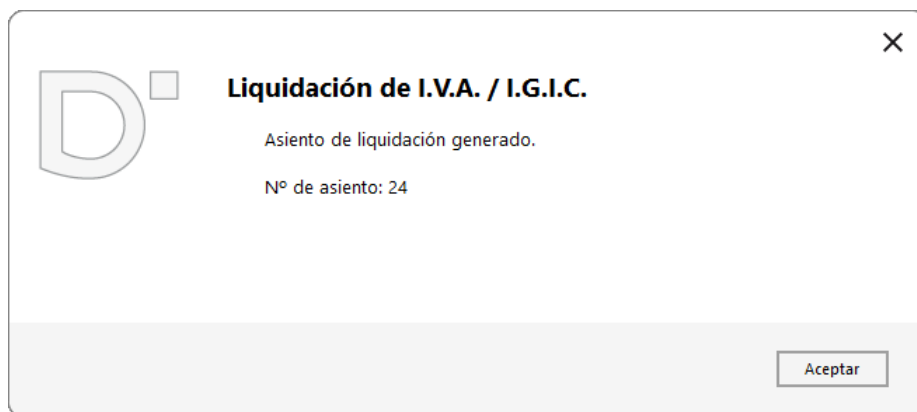 Liquidación de I.V.A. / I.G.I.C.
Asiento de liquidación generado.
Nº de asiento: 24
Aceptar